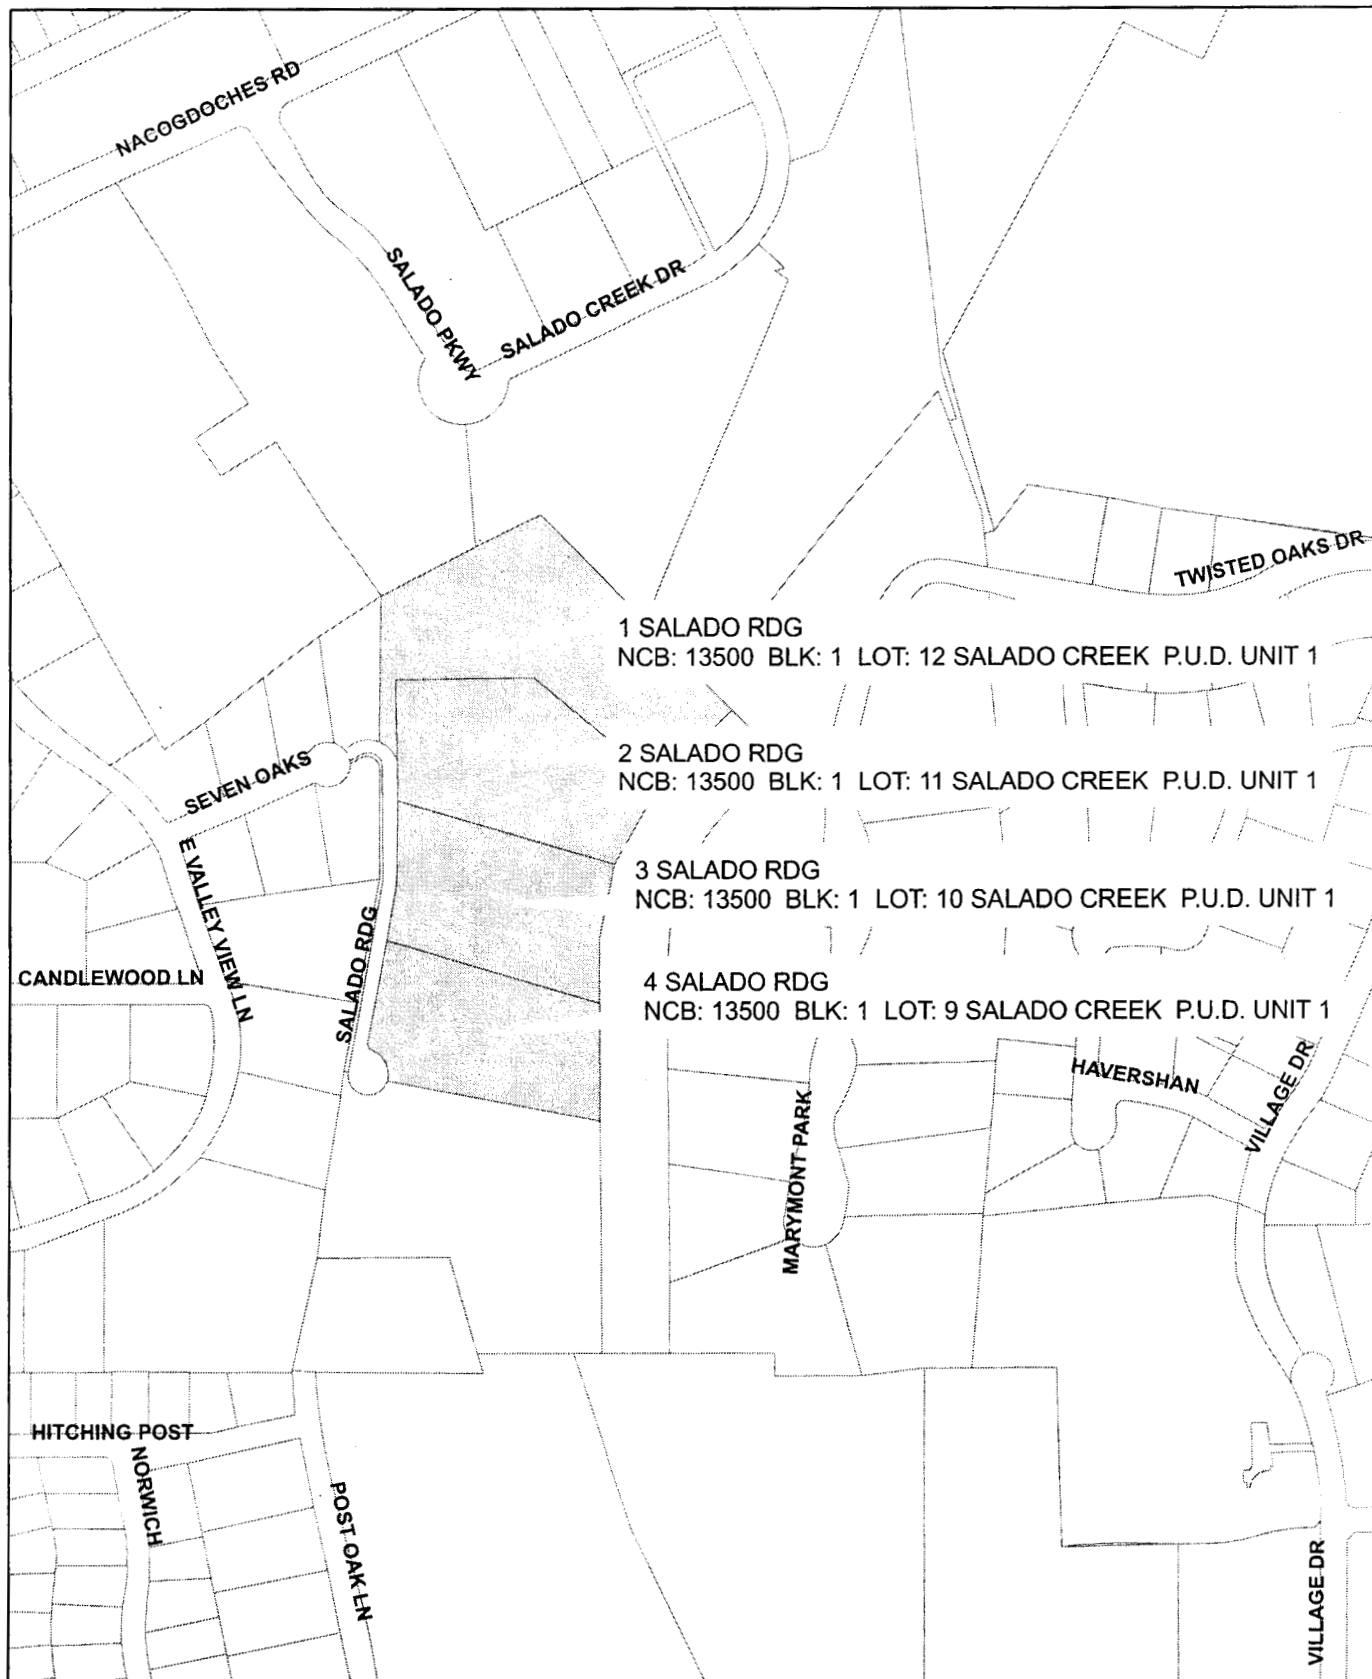 NACOGDOCHES RD
SALADO PKWY
SALADO CREEK DR
TWISTED OAKS DR
1 SALADO RDG
NCB: 13500 BLK: 1 LOT: 12 SALADO CREEK P.U.D. UNIT 1
2 SALADO RDG
NCB: 13500 BLK: 1 LOT: 11 SALADO CREEK P.U.D. UNIT 1
SEVEN OAKS
E VALLEY VIEW LN
3 SALADO RDG
NCB: 13500 BLK: 1 LOT: 10 SALADO CREEK P.U.D. UNIT 1
SALADO RDG
CANDLEWOOD LN
4 SALADO RDG
NCB: 13500 BLK: 1 LOT: 9 SALADO CREEK P.U.D. UNIT 1
HAVERSHAN
VILLAGE DR
MARYMONT PARK
HITCHING POST
NORWICH
POST OAK LN
VILLAGE DR